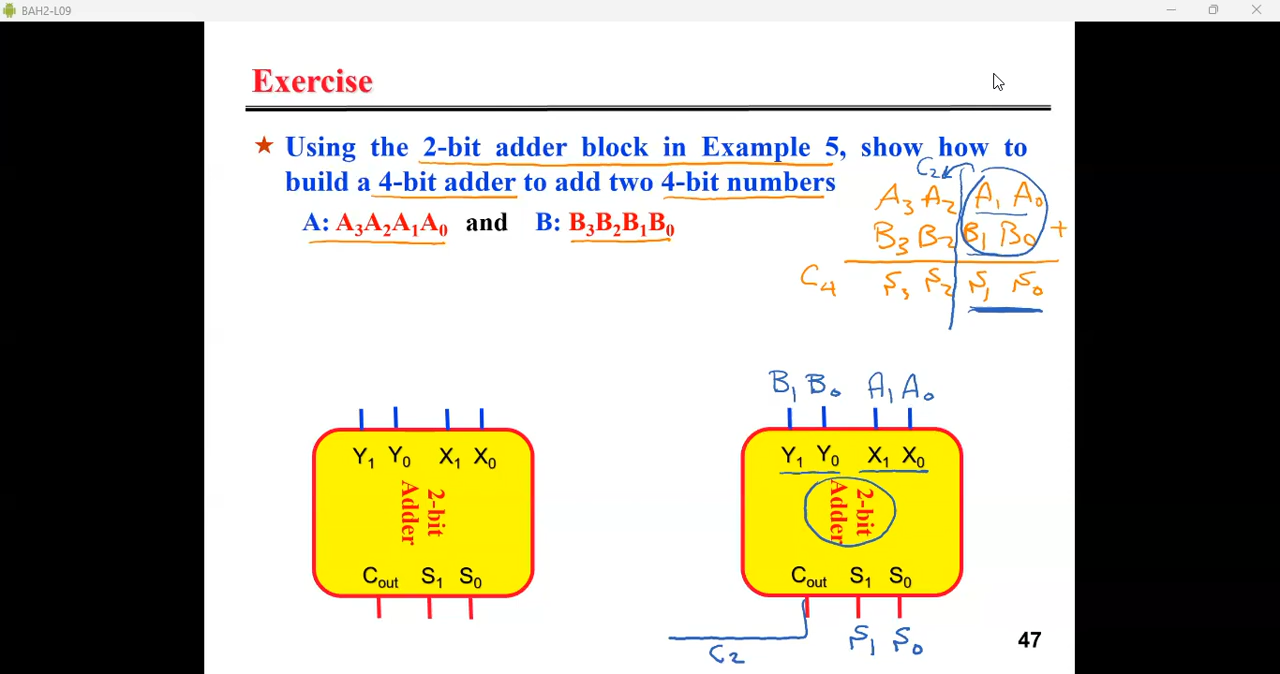 BAH2-L09
Exercise
★ Using the 2-bit adder block in Example 5, show how to
build a 4-bit adder to add two 4-bit numbers
A: A₃A₂A₁A₀ and B: B₃B₂B₁B₀
C₂
A₃ A₂ A₁ A₀
B₃ B₂ B₁ B₀ +
C₄ S₃ S₂ S₁ S₀
B₁ B₀ A₁ A₀
Y₁ Y₀ X₁ X₀
2-bit
Adder
Cout S₁ S₀
Y₁ Y₀ X₁ X₀
2-bit
Adder
Cout S₁ S₀
C₂ S₁ S₀
47